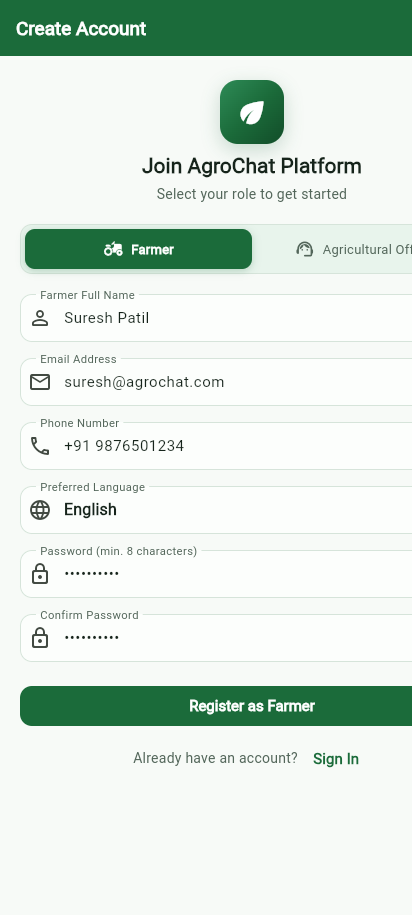 Create Account
Join AgroChat Platform
Select your role to get started
Farmer
Agricultural Off
Farmer Full Name
Suresh Patil
Email Address
suresh@agrochat.com
Phone Number
+91 9876501234
Preferred Language
English
Password (min. 8 characters)
••••••••••
Confirm Password
••••••••••
Register as Farmer
Already have an account? Sign In